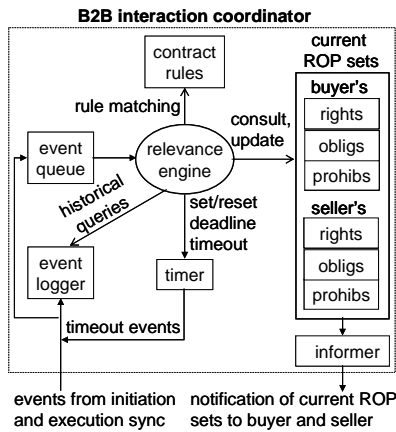 B2B interaction coordinator
contract
rules
current
ROP sets
buyer's
rights
obligs
prohibs
seller's
rights
obligs
prohibs
informer
rule matching
consult,
update
event
queue
relevance
engine
historical
queries
set/reset
deadline
timeout
event
logger
timer
timeout events
events from initiation
and execution sync
notification of current ROP
sets to buyer and seller